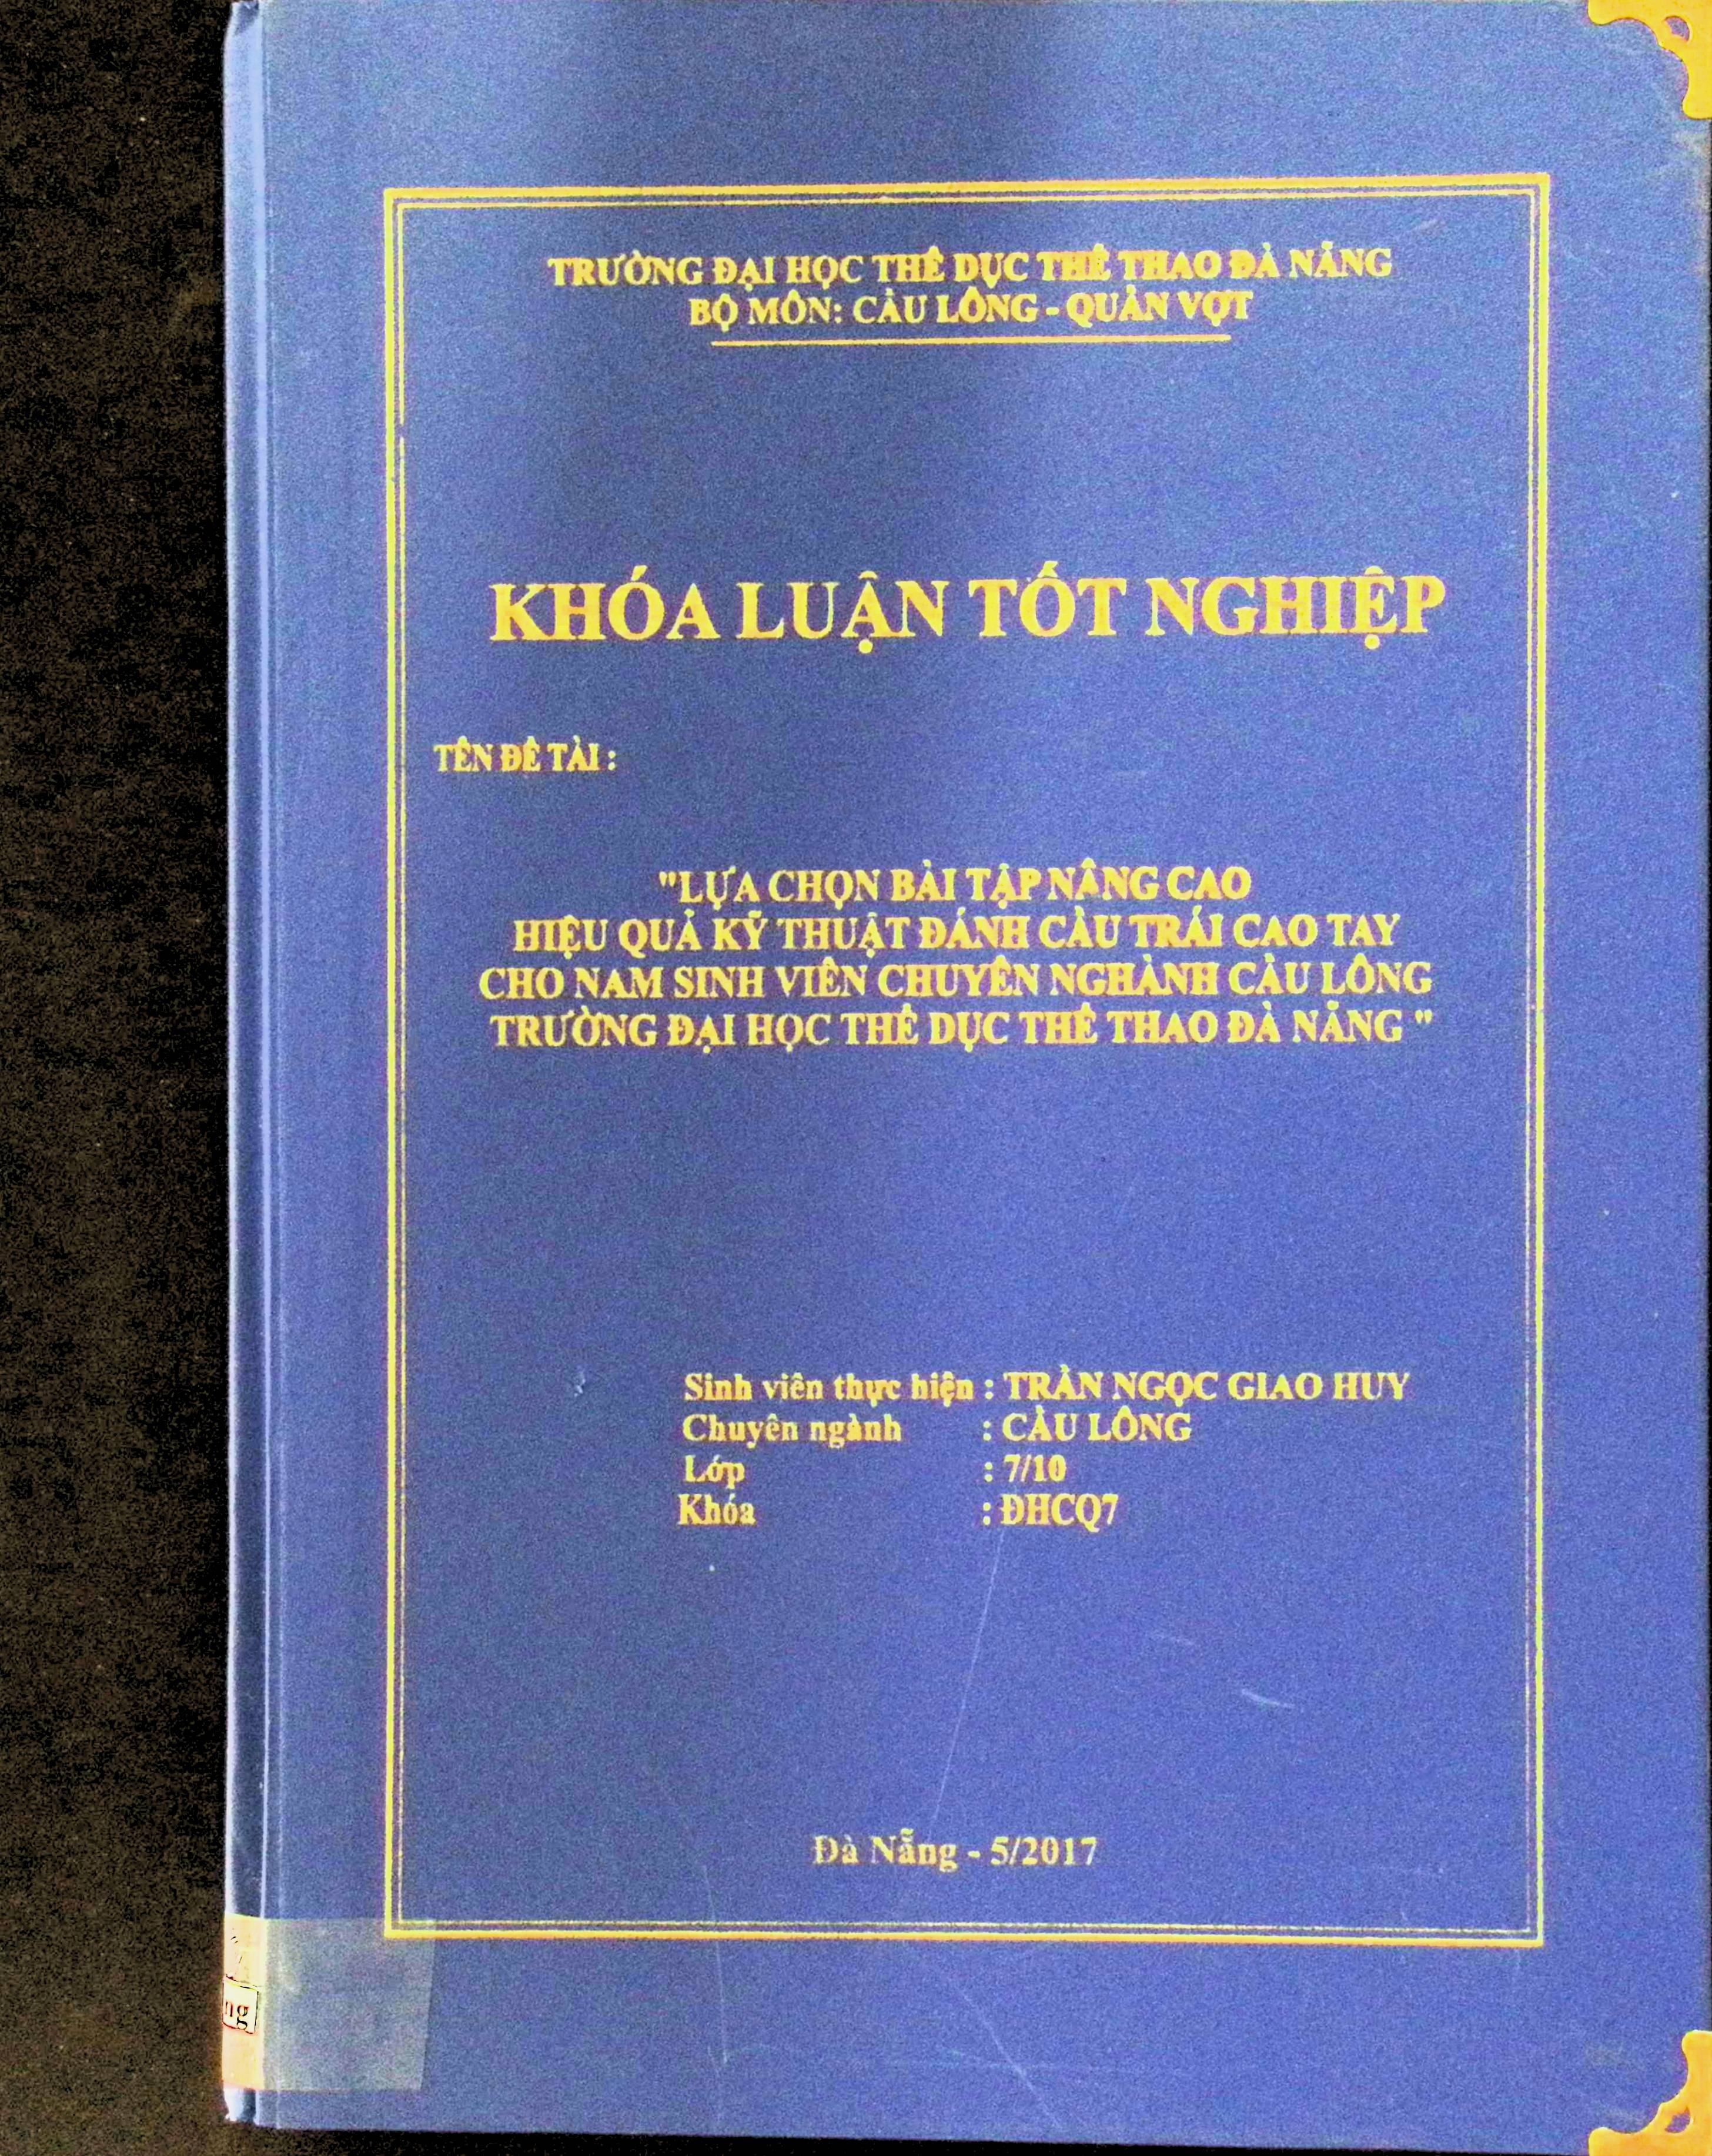 TRƯỜNG ĐẠI HỌC THỂ DỤC THỂ THAO ĐÀ NẴNG
BỘ MÔN: CẦU LÔNG - QUẦN VỢT
KHÓA LUẬN TỐT NGHIỆP
TÊN ĐỀ TÀI :
"LỰA CHỌN BÀI TẬP NÂNG CAO
HIỆU QUẢ KỸ THUẬT ĐÁNH CẦU TRÁI CAO TAY
CHO NAM SINH VIÊN CHUYÊN NGHÀNH CẦU LÔNG
TRƯỜNG ĐẠI HỌC THỂ DỤC THỂ THAO ĐÀ NẴNG "
Sinh viên thực hiện : TRẦN NGỌC GIAO HUY
Chuyên ngành : CẦU LÔNG
Lớp : 7/10
Khóa : ĐHCQ7
Đà Nẵng - 5/2017